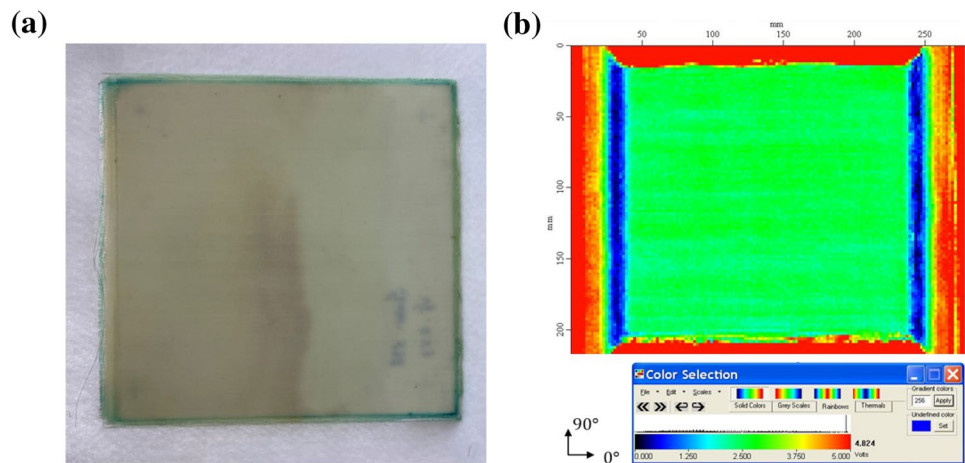 (a)
(b)
mm
50 100 150 200 250
0
50
100
mm
150
200
Color Selection
File Edit Scales
Gradient colors
256 Apply
Solid Colors Grey Scales Rainbows Thermals
Undefined color
Set
4.824
Volts
0.000 1.250 2.500 3.750 5.000
90°
0°